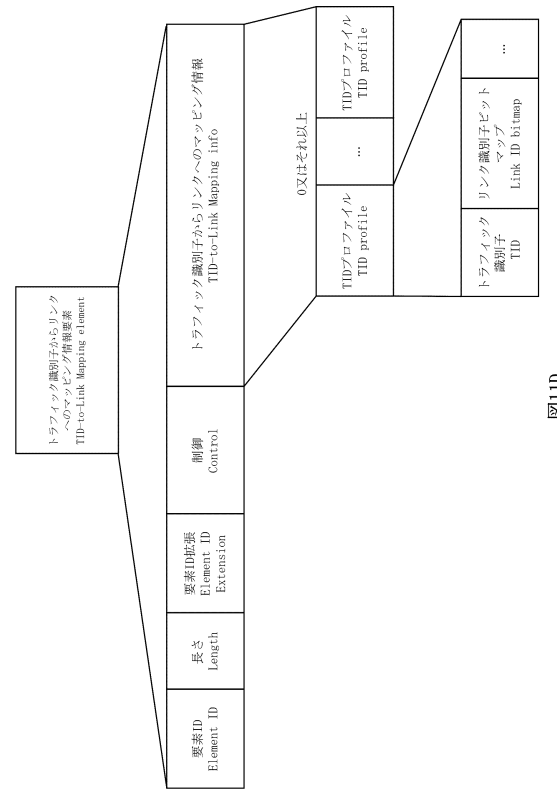 トラフィック識別子からリンク
へのマッピング情報要素
TID-to-Link Mapping element
要素ID
Element ID
長さ
Length
要素ID拡張
Element ID
Extension
制御
Control
トラフィック識別子からリンクへのマッピング情報
TID-to-Link Mapping info
0又はそれ以上
TIDプロファイル
TID profile
...
TIDプロファイル
TID profile
トラフィック
識別子
TID
リンク識別子ビット
マップ
Link ID bitmap
...
図11D